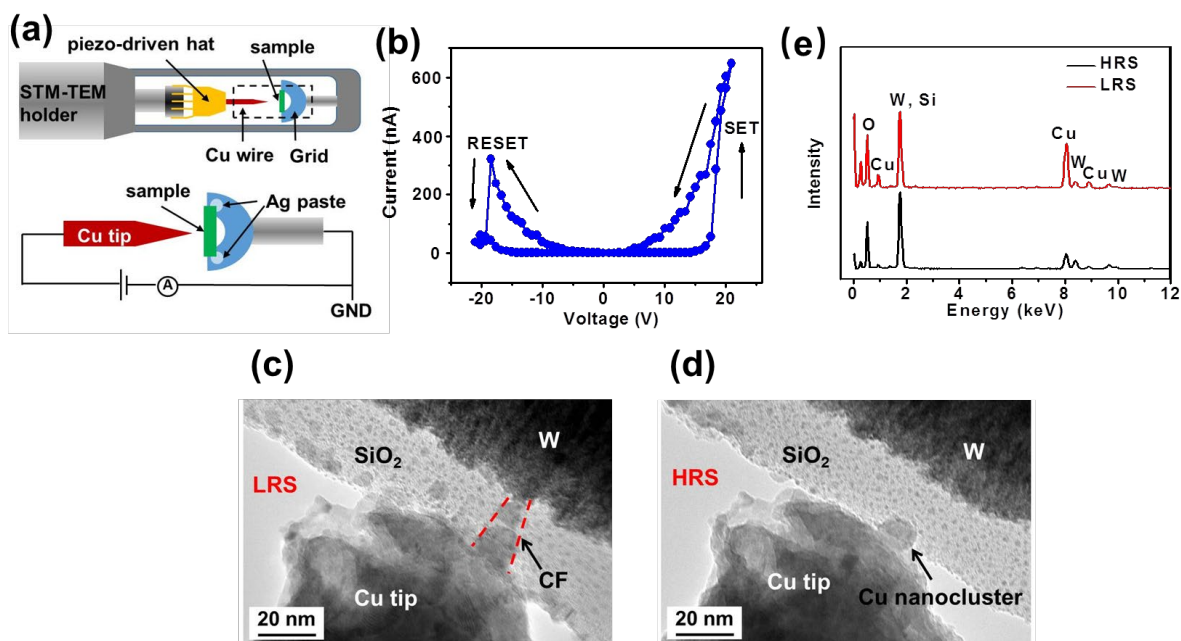 (a)
piezo-driven hat
sample
STM-TEM
holder
Cu wire
Grid
sample
Ag paste
Cu tip
A
GND
(b)
Current (nA)
600
400
200
0
RESET
SET
-20
-10
0
10
20
Voltage (V)
(e)
HRS
LRS
Intensity
O
Cu
W, Si
Cu
W
Cu
W
0
2
4
6
8
10
12
Energy (keV)
(c)
W
SiO2
LRS
CF
Cu tip
20 nm
(d)
W
SiO2
HRS
Cu tip
Cu nanocluster
20 nm